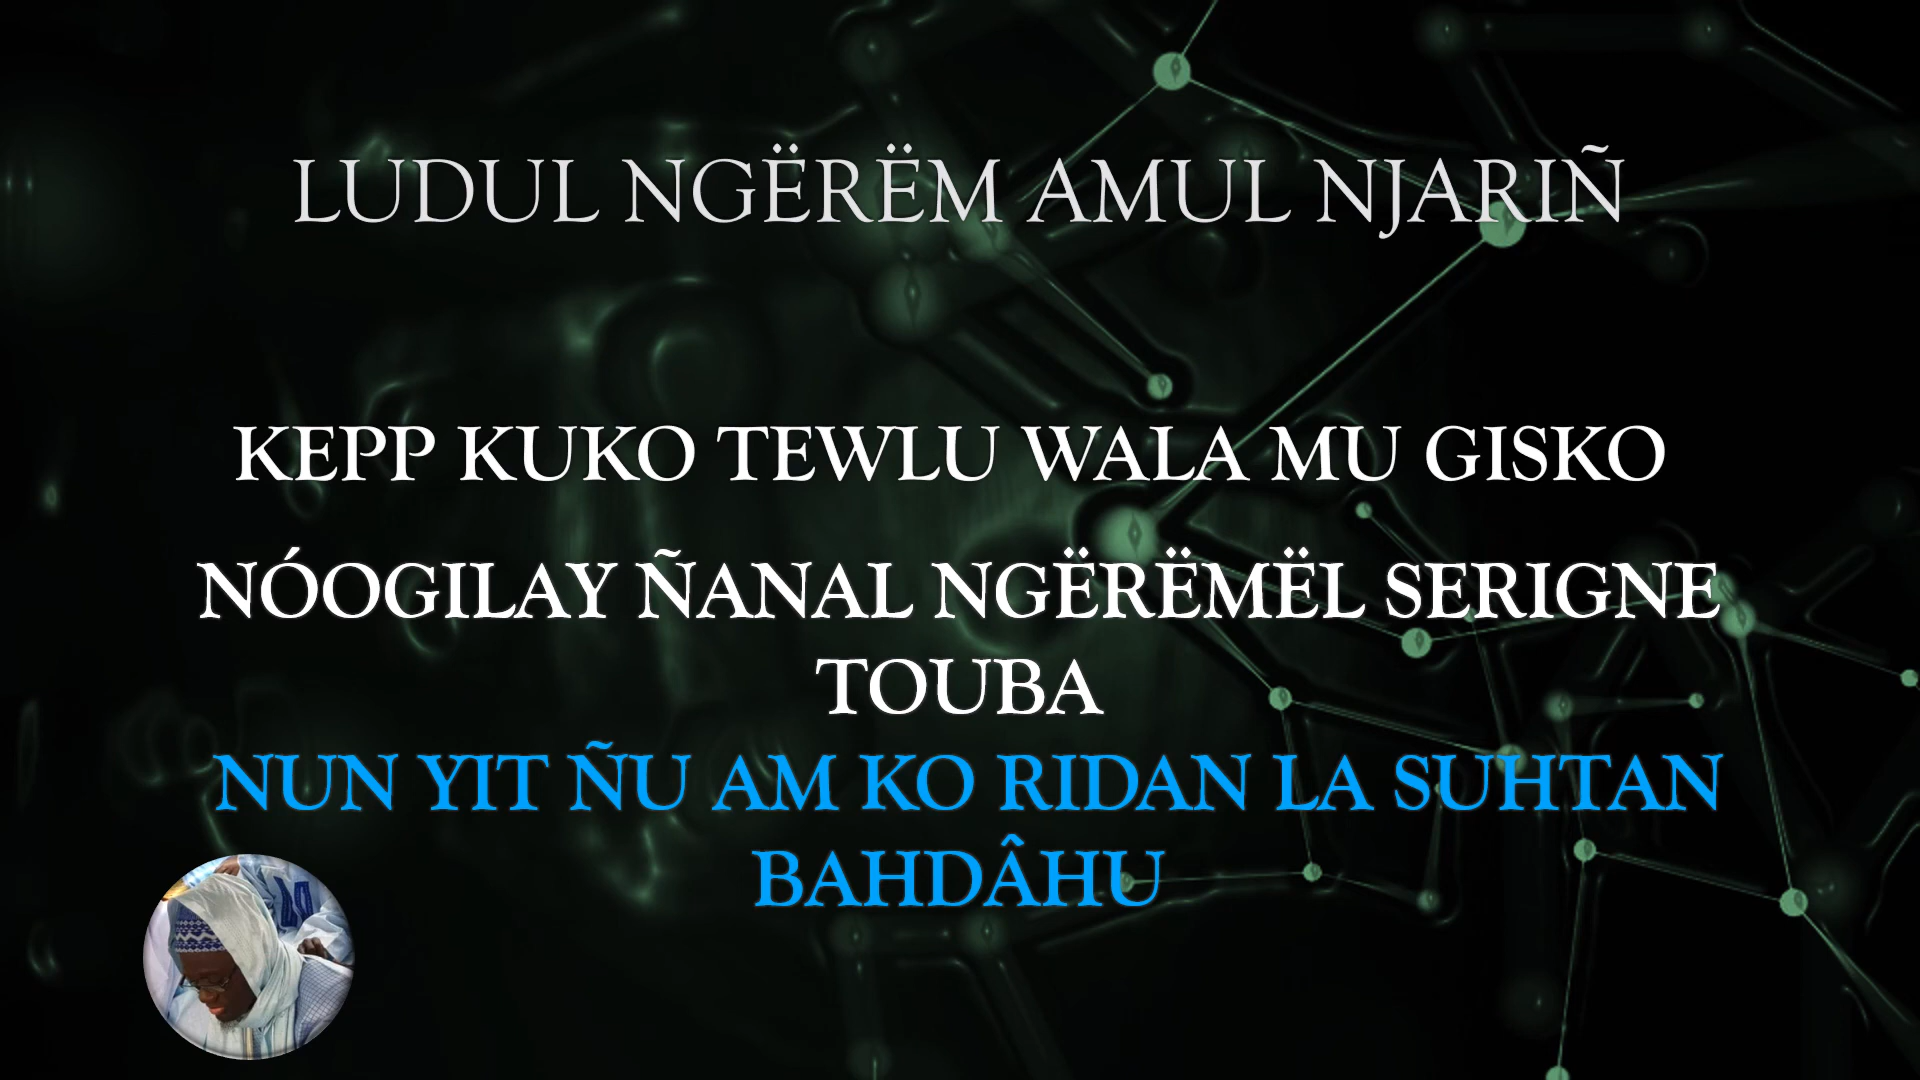 LUDUL NGËRËM AMUL NJARIÑ
KEPP KUKO TEWLU WALA MU GISKO
NÓOGILAY ÑANAL NGËRËMËL SERIGNE
TOUBA
NUN YIT ÑU AM KO RIDAN LA SUHTAN
BAHDÂHU